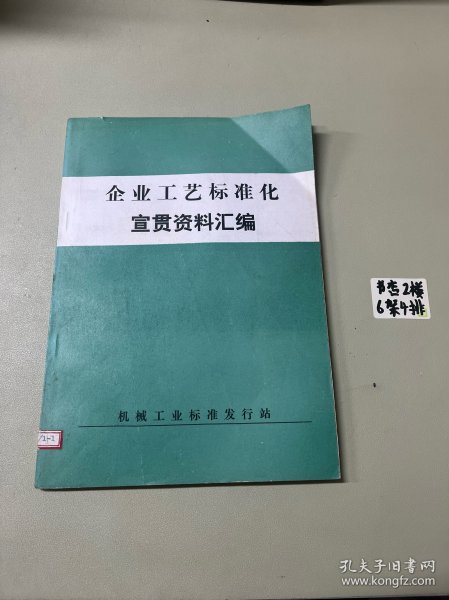 企业工艺标准化
宣贯资料汇编
机械工业标准发行站
书店2楼
6架4排
孔夫子旧书网
www.kongfz.com